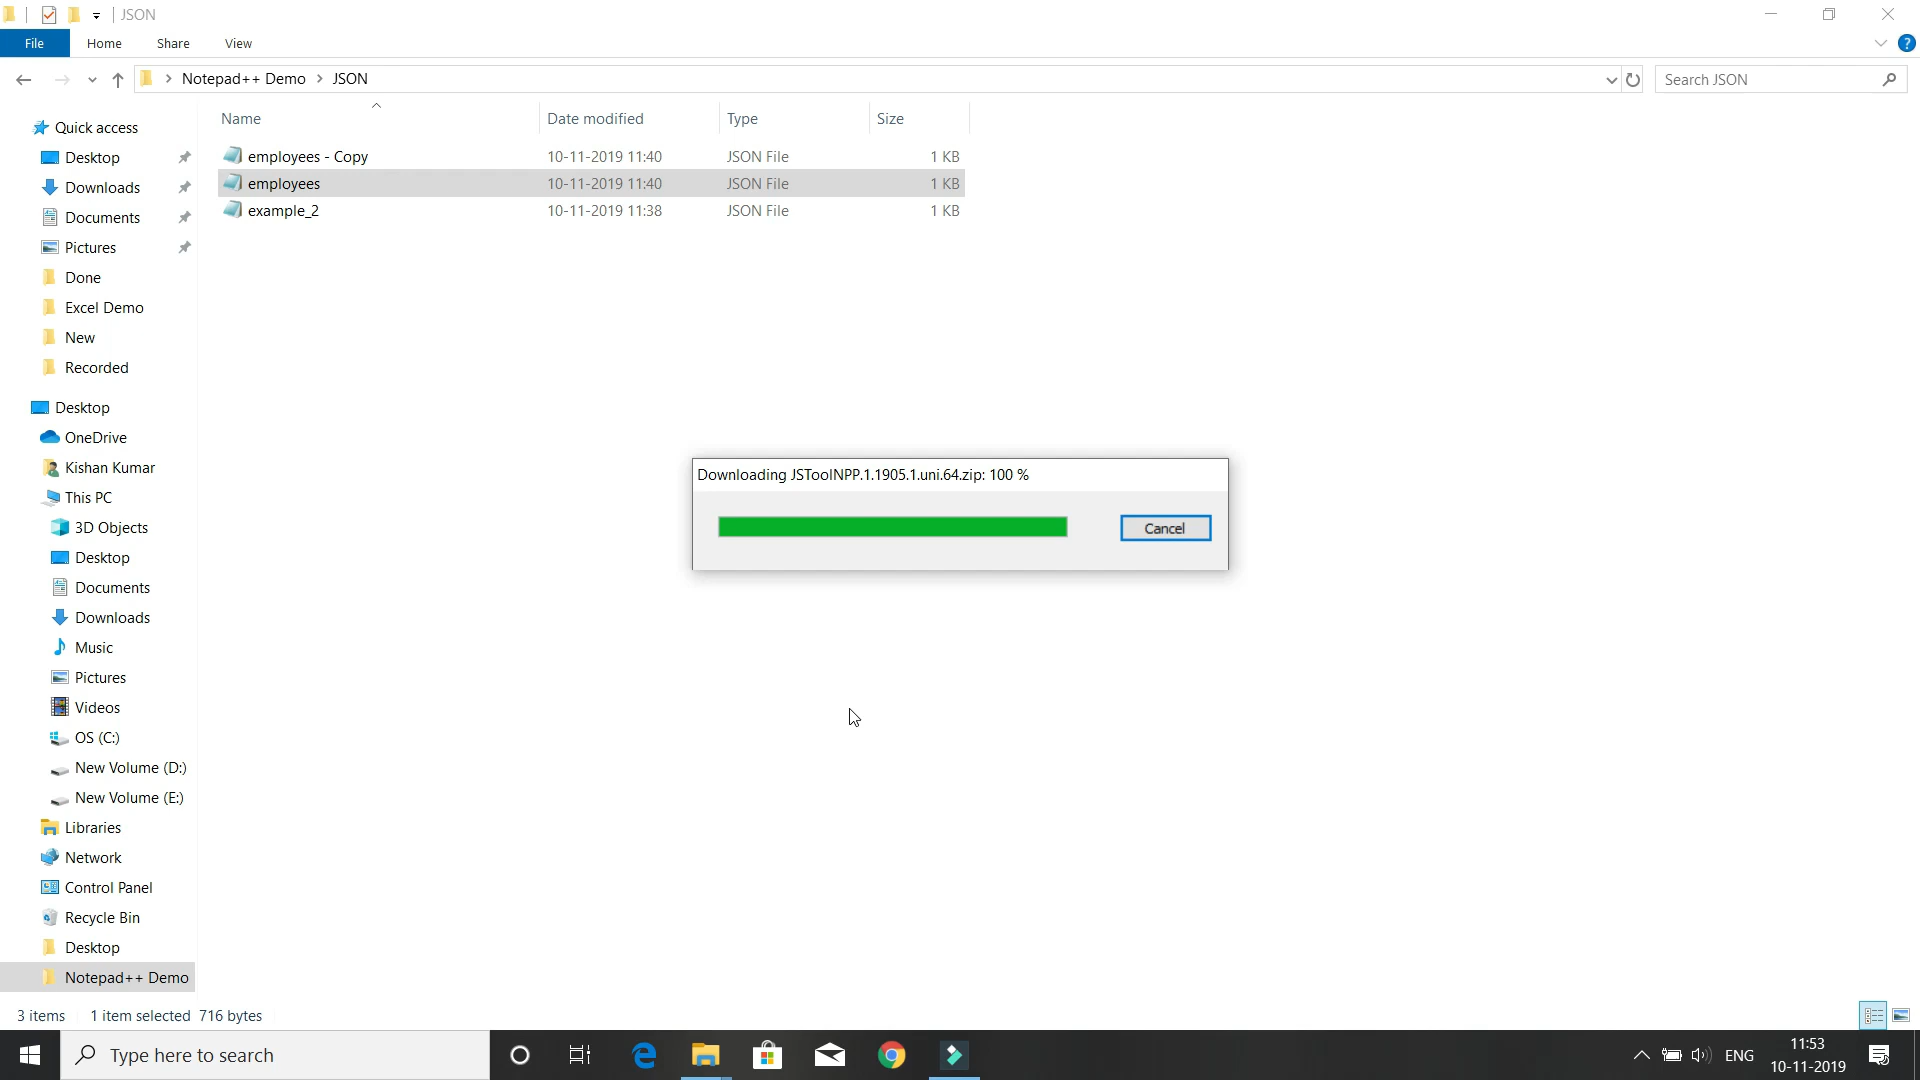 JSON
File Home Share View
Notepad++ Demo JSON
Search JSON
Name Date modified Type Size
employees - Copy 10-11-2019 11:40 JSON File 1 KB
employees 10-11-2019 11:40 JSON File 1 KB
example_2 10-11-2019 11:38 JSON File 1 KB
Quick access
Desktop
Downloads
Documents
Pictures
Done
Excel Demo
New
Recorded
Desktop
OneDrive
Kishan Kumar
This PC
3D Objects
Desktop
Documents
Downloads
Music
Pictures
Videos
OS (C:)
New Volume (D:)
New Volume (E:)
Libraries
Network
Control Panel
Recycle Bin
Desktop
Notepad++ Demo
Downloading JSToolNPP.1.1905.1.uni.64.zip: 100 %
Cancel
3 items 1 item selected 716 bytes
Type here to search
ENG
11:53
10-11-2019